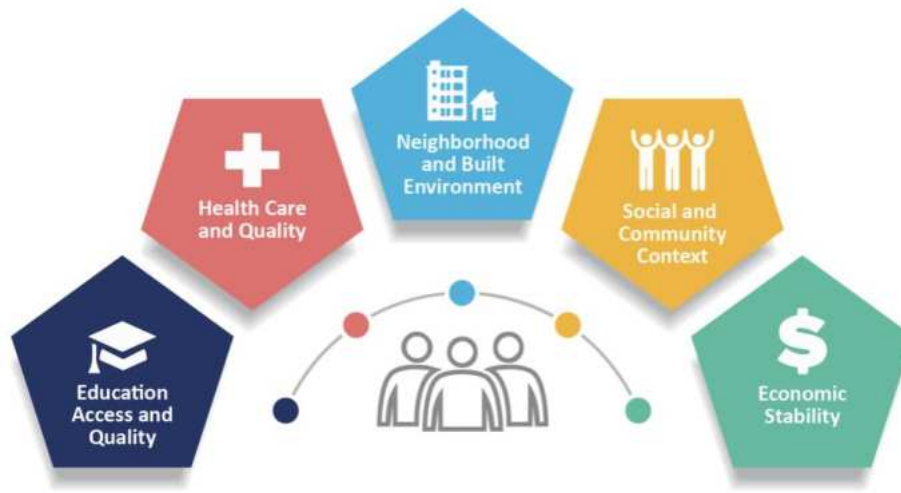 Education
Access and
Quality
Health Care
and Quality
Neighborhood
and Built
Environment
Social and
Community
Context
Economic
Stability